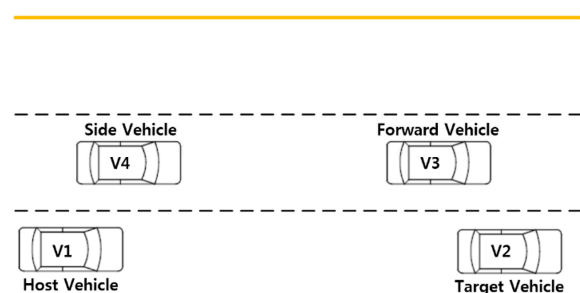 Side Vehicle
Forward Vehicle
V4
V3
V1
V2
Host Vehicle
Target Vehicle